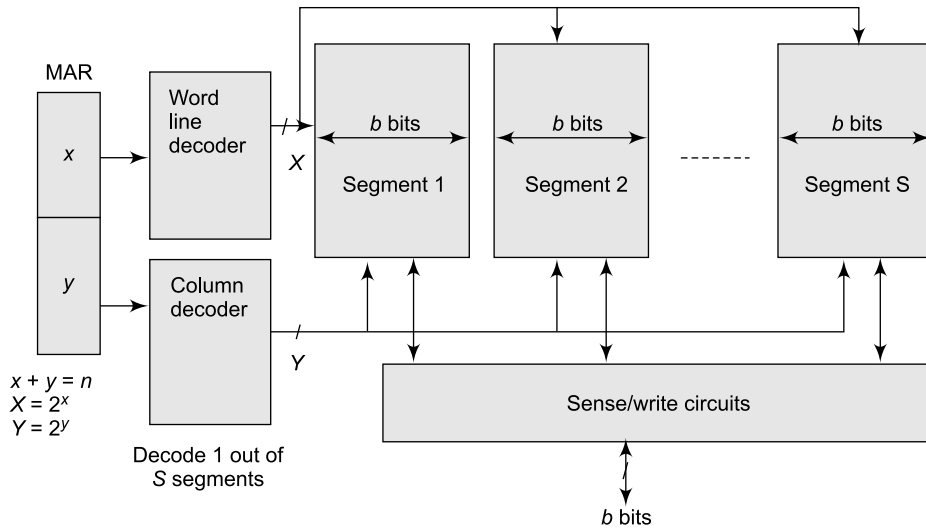 MAR
x
y
x + y = n
X = 2^x
Y = 2^y
Word
line
decoder
X
Column
decoder
Y
Decode 1 out of
S segments
b bits
Segment 1
b bits
Segment 2
b bits
Segment S
Sense/write circuits
b bits